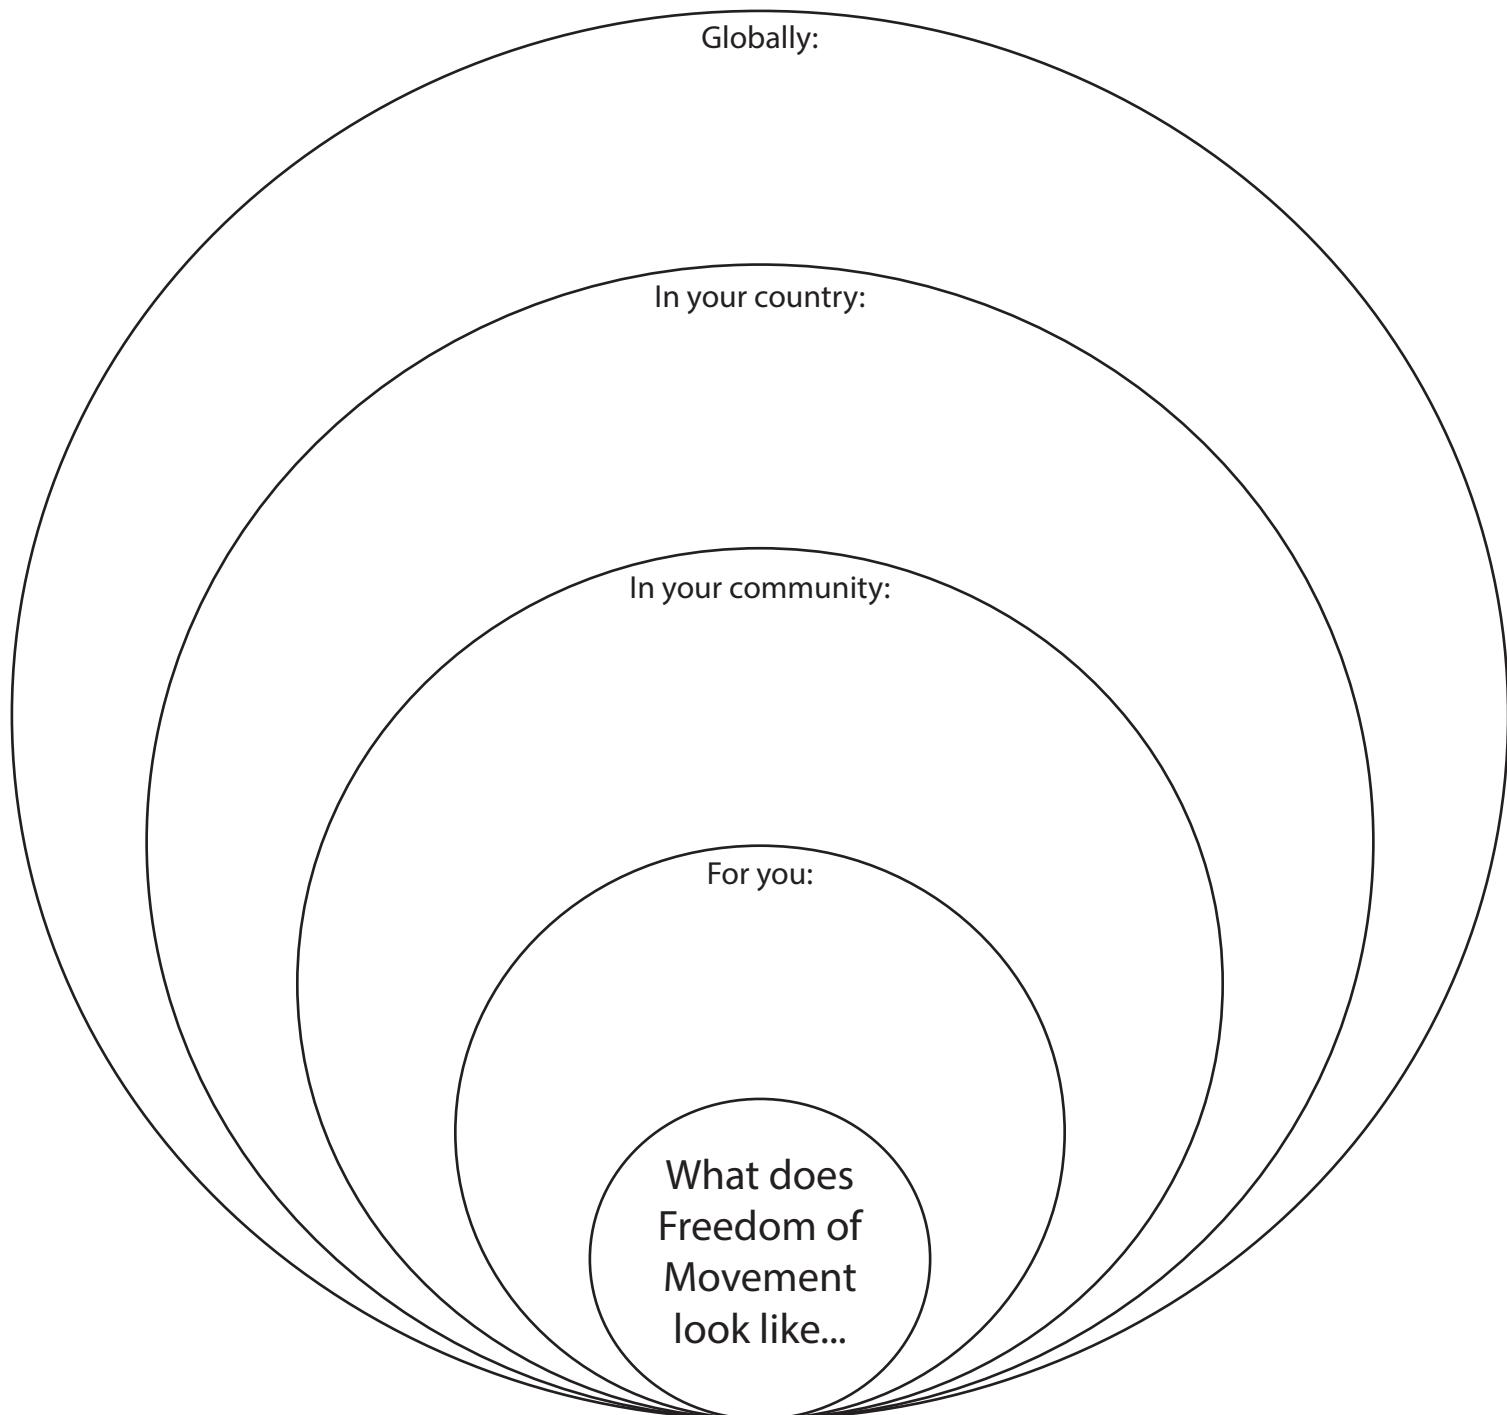 Globally:
In your country:
In your community:
For you:
What does
Freedom of
Movement
look like...